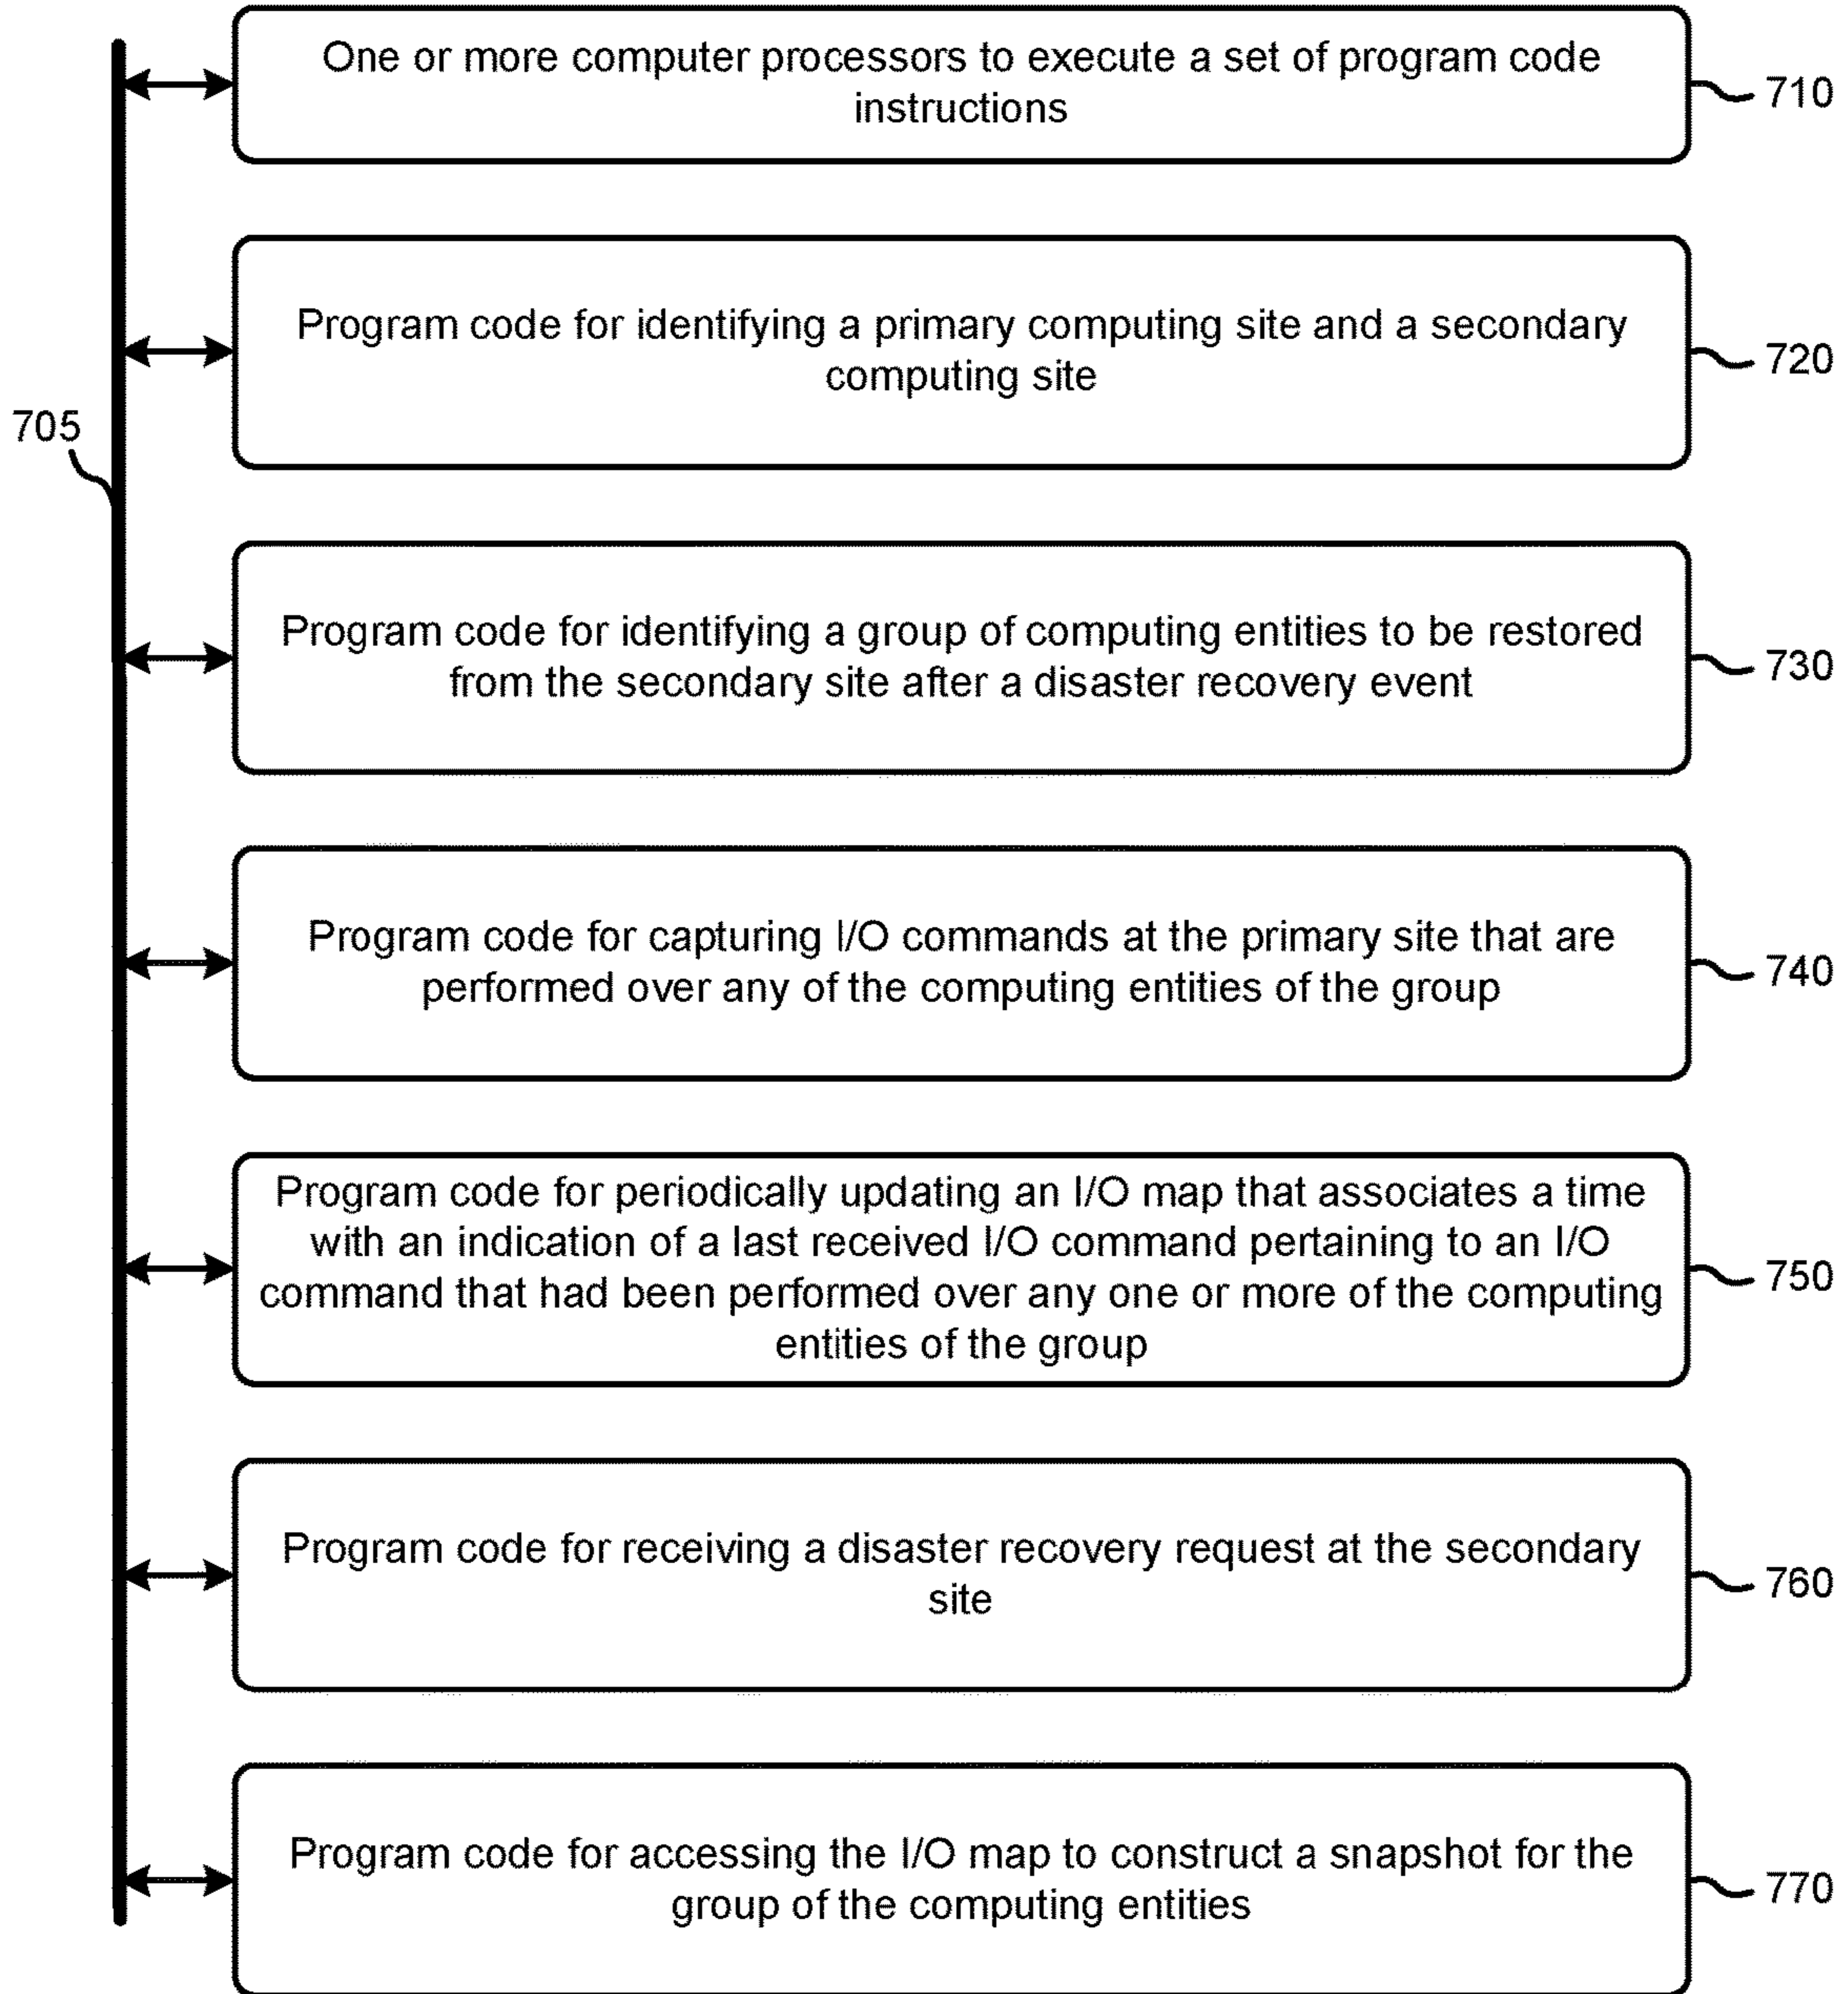 One or more computer processors to execute a set of program code
instructions
710
Program code for identifying a primary computing site and a secondary
computing site
720
705
Program code for identifying a group of computing entities to be restored
from the secondary site after a disaster recovery event
730
Program code for capturing I/O commands at the primary site that are
performed over any of the computing entities of the group
740
Program code for periodically updating an I/O map that associates a time
with an indication of a last received I/O command pertaining to an I/O
command that had been performed over any one or more of the computing
entities of the group
750
Program code for receiving a disaster recovery request at the secondary
site
760
Program code for accessing the I/O map to construct a snapshot for the
group of the computing entities
770